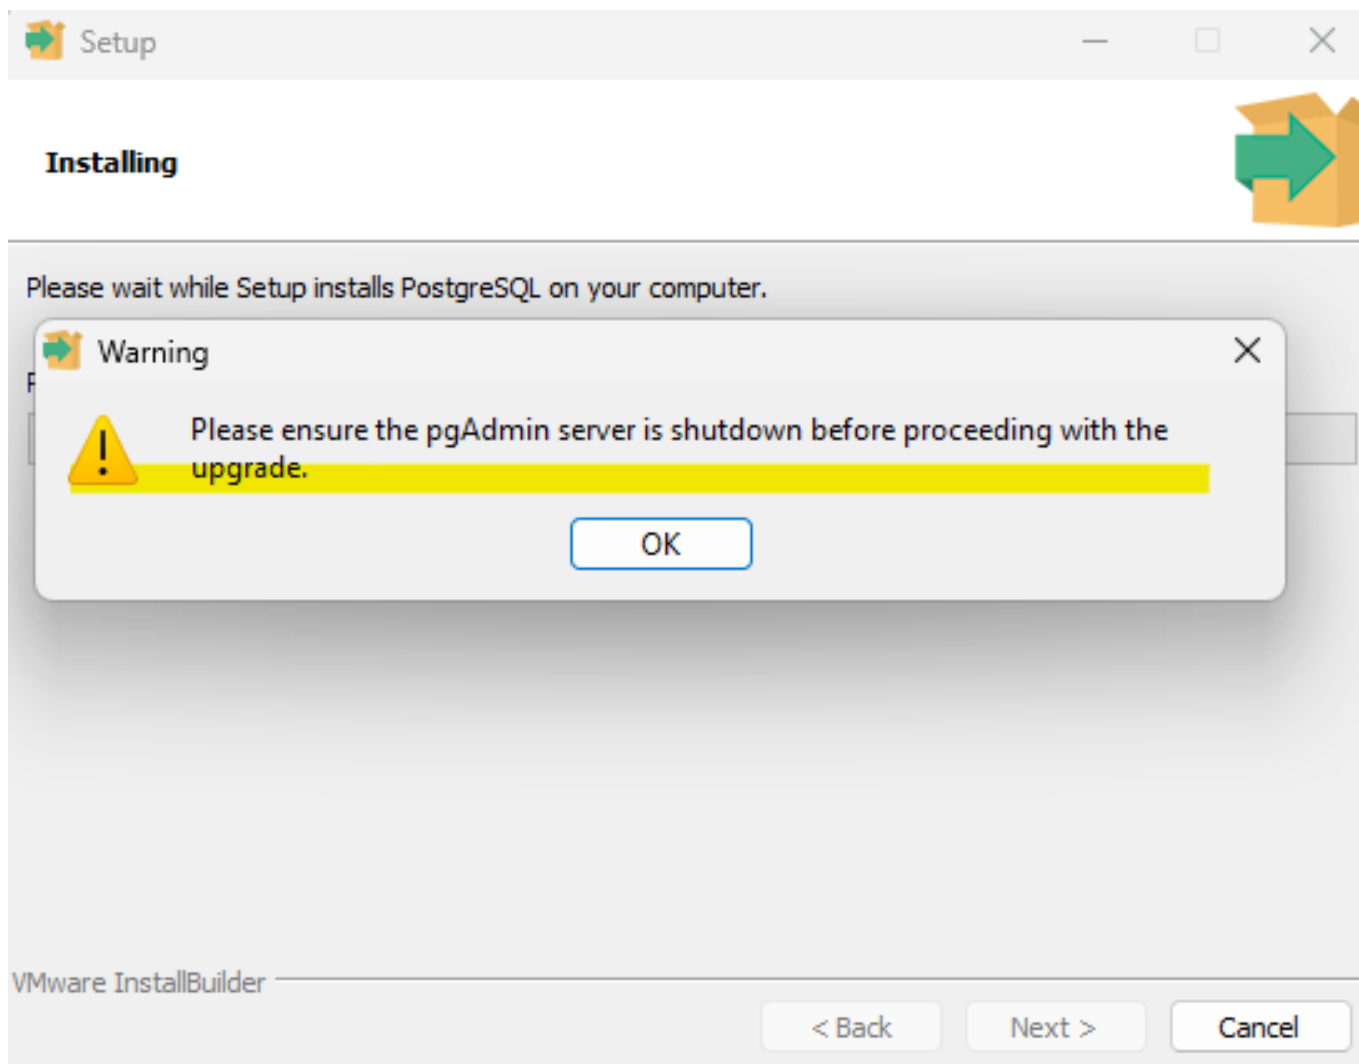 Setup
Installing
Please wait while Setup installs PostgreSQL on your computer.
Warning
Please ensure the pgAdmin server is shutdown before proceeding with the
upgrade.
OK
VMware InstallBuilder
< Back
Next >
Cancel